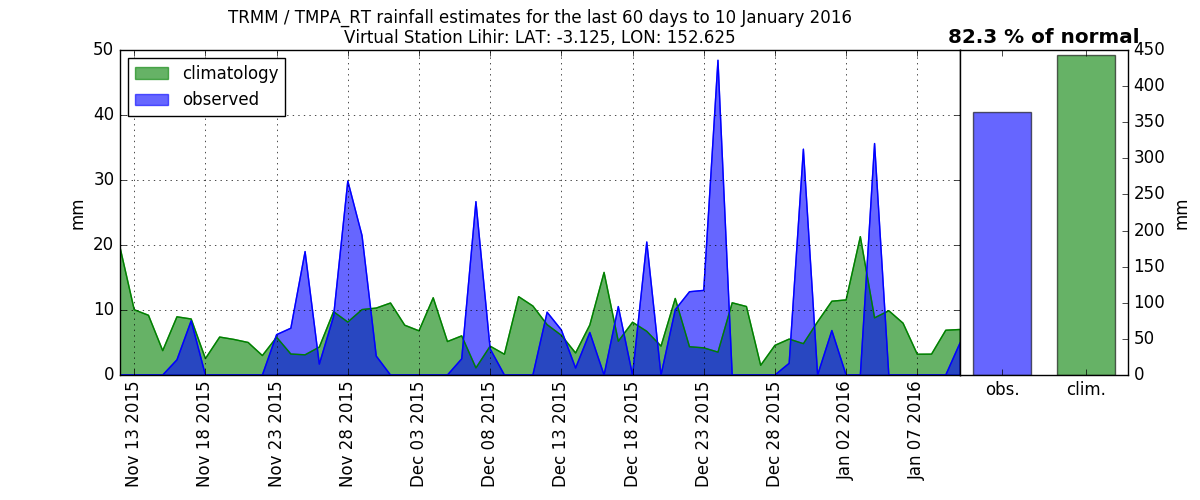 TRMM / TMPA_RT rainfall estimates for the last 60 days to 10 January 2016
Virtual Station Lihir: LAT: -3.125, LON: 152.625
82.3 % of normal
climatology
observed
50
40
30
20
10
0
mm
Nov 13 2015
Nov 18 2015
Nov 23 2015
Nov 28 2015
Dec 03 2015
Dec 08 2015
Dec 13 2015
Dec 18 2015
Dec 23 2015
Dec 28 2015
Jan 02 2016
Jan 07 2016
450
400
350
300
250
200
150
100
50
0
mm
obs.
clim.